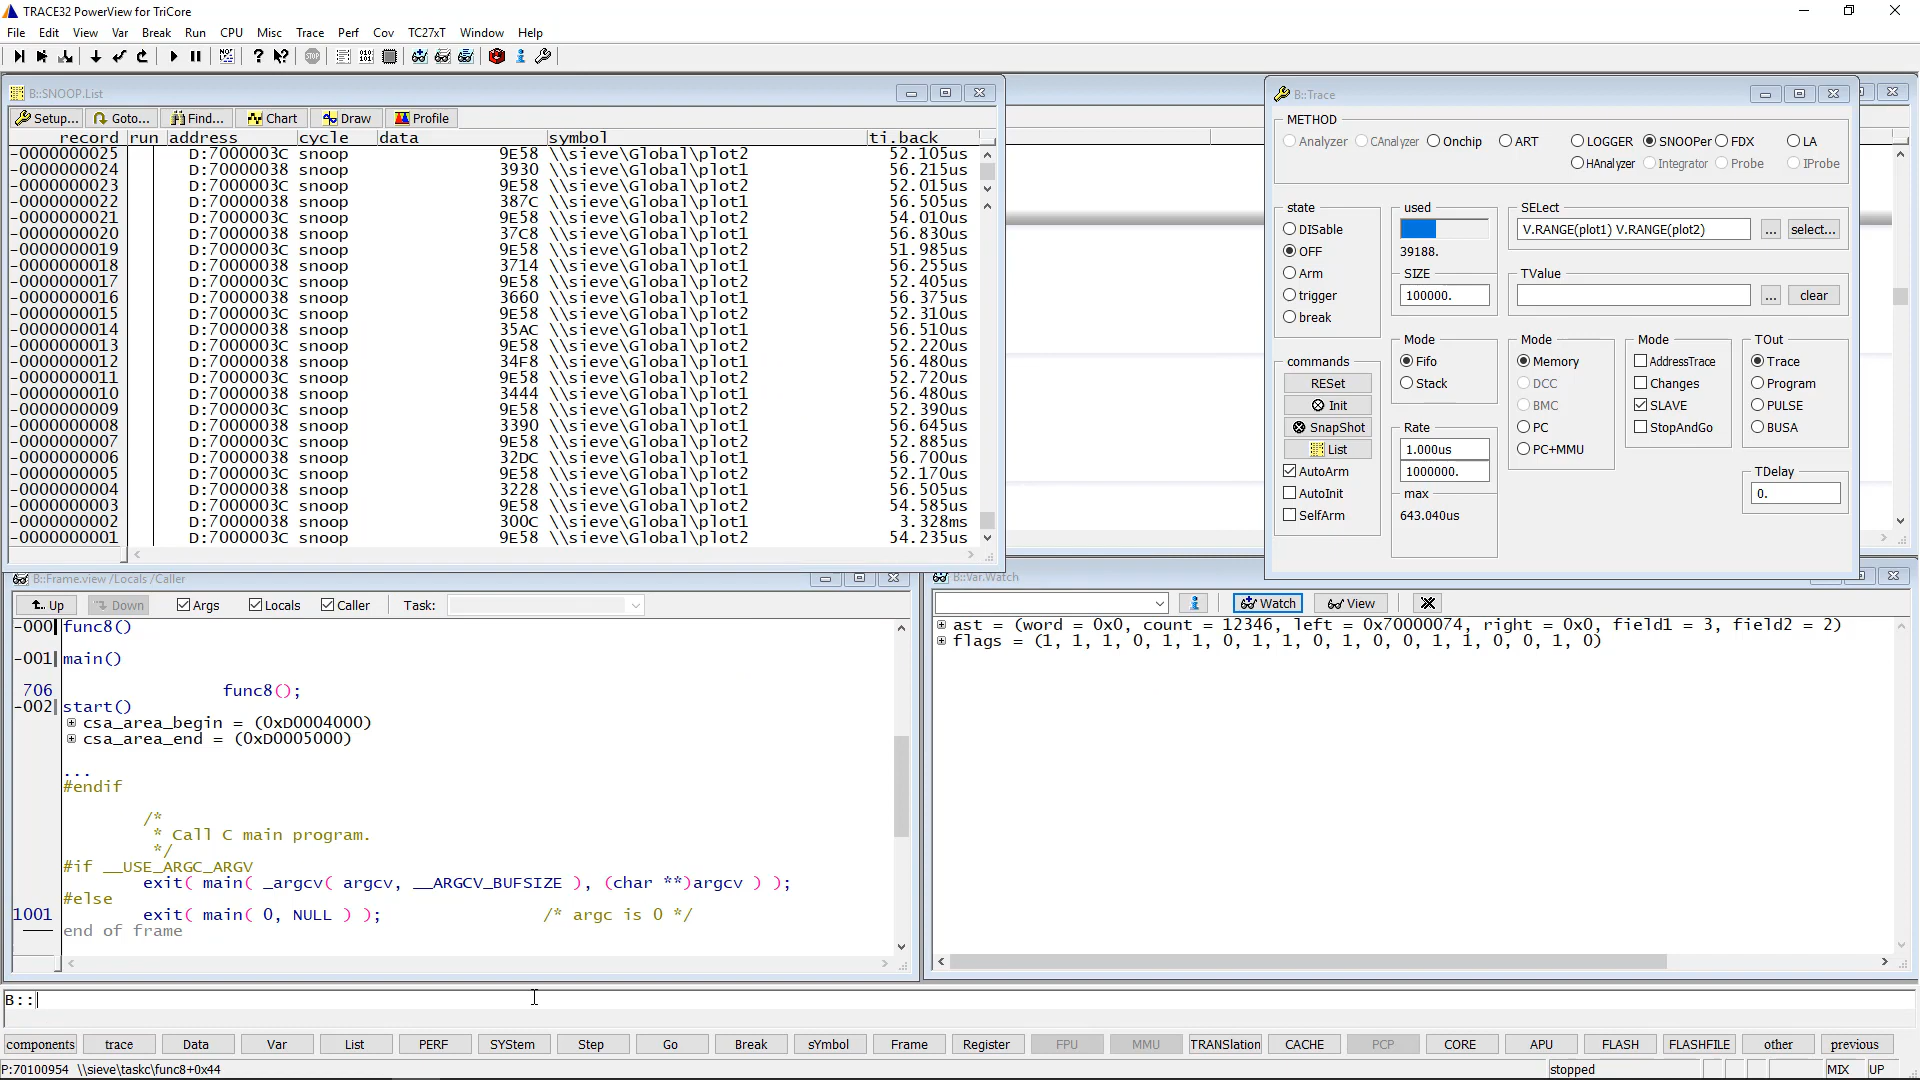 TRACE32 PowerView for TriCore
File Edit View Var Break Run CPU Misc Trace Perf Cov TC27xT Window Help
B::SNOOP.List
Setup... Goto... Find... Chart Draw Profile
record run address cycle data symbol ti.back
-0000000025 D:7000003C snoop 9E58 \\sieve\Global\plot2 52.105us
-0000000024 D:70000038 snoop 3930 \\sieve\Global\plot1 56.215us
-0000000023 D:7000003C snoop 9E58 \\sieve\Global\plot2 52.015us
-0000000022 D:70000038 snoop 387C \\sieve\Global\plot1 56.505us
-0000000021 D:7000003C snoop 9E58 \\sieve\Global\plot2 54.010us
-0000000020 D:70000038 snoop 37C8 \\sieve\Global\plot1 56.830us
-0000000019 D:7000003C snoop 9E58 \\sieve\Global\plot2 51.985us
-0000000018 D:70000038 snoop 3714 \\sieve\Global\plot1 56.255us
-0000000017 D:7000003C snoop 9E58 \\sieve\Global\plot2 52.405us
-0000000016 D:70000038 snoop 3660 \\sieve\Global\plot1 56.375us
-0000000015 D:7000003C snoop 9E58 \\sieve\Global\plot2 52.310us
-0000000014 D:70000038 snoop 35AC \\sieve\Global\plot1 56.510us
-0000000013 D:7000003C snoop 9E58 \\sieve\Global\plot2 52.220us
-0000000012 D:70000038 snoop 34F8 \\sieve\Global\plot1 56.480us
-0000000011 D:7000003C snoop 9E58 \\sieve\Global\plot2 52.720us
-0000000010 D:70000038 snoop 3444 \\sieve\Global\plot1 56.480us
-0000000009 D:7000003C snoop 9E58 \\sieve\Global\plot2 52.390us
-0000000008 D:70000038 snoop 3390 \\sieve\Global\plot1 56.645us
-0000000007 D:7000003C snoop 9E58 \\sieve\Global\plot2 52.885us
-0000000006 D:70000038 snoop 32DC \\sieve\Global\plot1 56.700us
-0000000005 D:7000003C snoop 9E58 \\sieve\Global\plot2 52.170us
-0000000004 D:70000038 snoop 3228 \\sieve\Global\plot1 56.505us
-0000000003 D:7000003C snoop 9E58 \\sieve\Global\plot2 54.585us
-0000000002 D:70000038 snoop 300C \\sieve\Global\plot1 3.328ms
-0000000001 D:7000003C snoop 9E58 \\sieve\Global\plot2 54.235us
B::Trace
METHOD
Analyzer CAnalyzer Onchip ART LOGGER SNOOPer FDX LA
HAnalyzer Integrator Probe IProbe
state
DISable
OFF
Arm
trigger
break
used
39188.
SIZE
100000.
SELect
V.RANGE(plot1) V.RANGE(plot2) ... select...
TValue
... clear
commands
RESet
Init
SnapShot
List
AutoArm
AutoInit
SelfArm
Mode
Fifo
Stack
Rate
1.000us
1000000.
max
643.040us
Mode
Memory
DCC
BMC
PC
PC+MMU
Mode
AddressTrace
Changes
SLAVE
StopAndGo
TOut
Trace
Program
PULSE
BUSA
TDelay
0.
B::Frame.view /Locals /Caller
Up Down Args Locals Caller Task:
-000 func8()
-001 main()
706 func8();
-002 start()
csa_area_begin = (0xD0004000)
csa_area_end = (0xD0005000)
...
#endif
/*
* Call C main program.
*/
#if __USE_ARGC_ARGV
exit( main( _argcv( argcv, __ARGCV_BUFSIZE ), (char **)argcv ) );
#else
1001 exit( main( 0, NULL ) ); /* argc is 0 */
end of frame
B::Var.Watch
Watch View
ast = (word = 0x0, count = 12346, left = 0x70000074, right = 0x0, field1 = 3, field2 = 2)
flags = (1, 1, 1, 0, 1, 1, 0, 1, 1, 0, 1, 0, 0, 1, 1, 0, 0, 1, 0)
B::
components trace Data Var List PERF SYStem Step Go Break sYmbol Frame Register FPU MMU TRANSlation CACHE PCP CORE APU FLASH FLASHFILE other previous
P:70100954 \\sieve\taskc\func8+0x44 stopped MIX UP